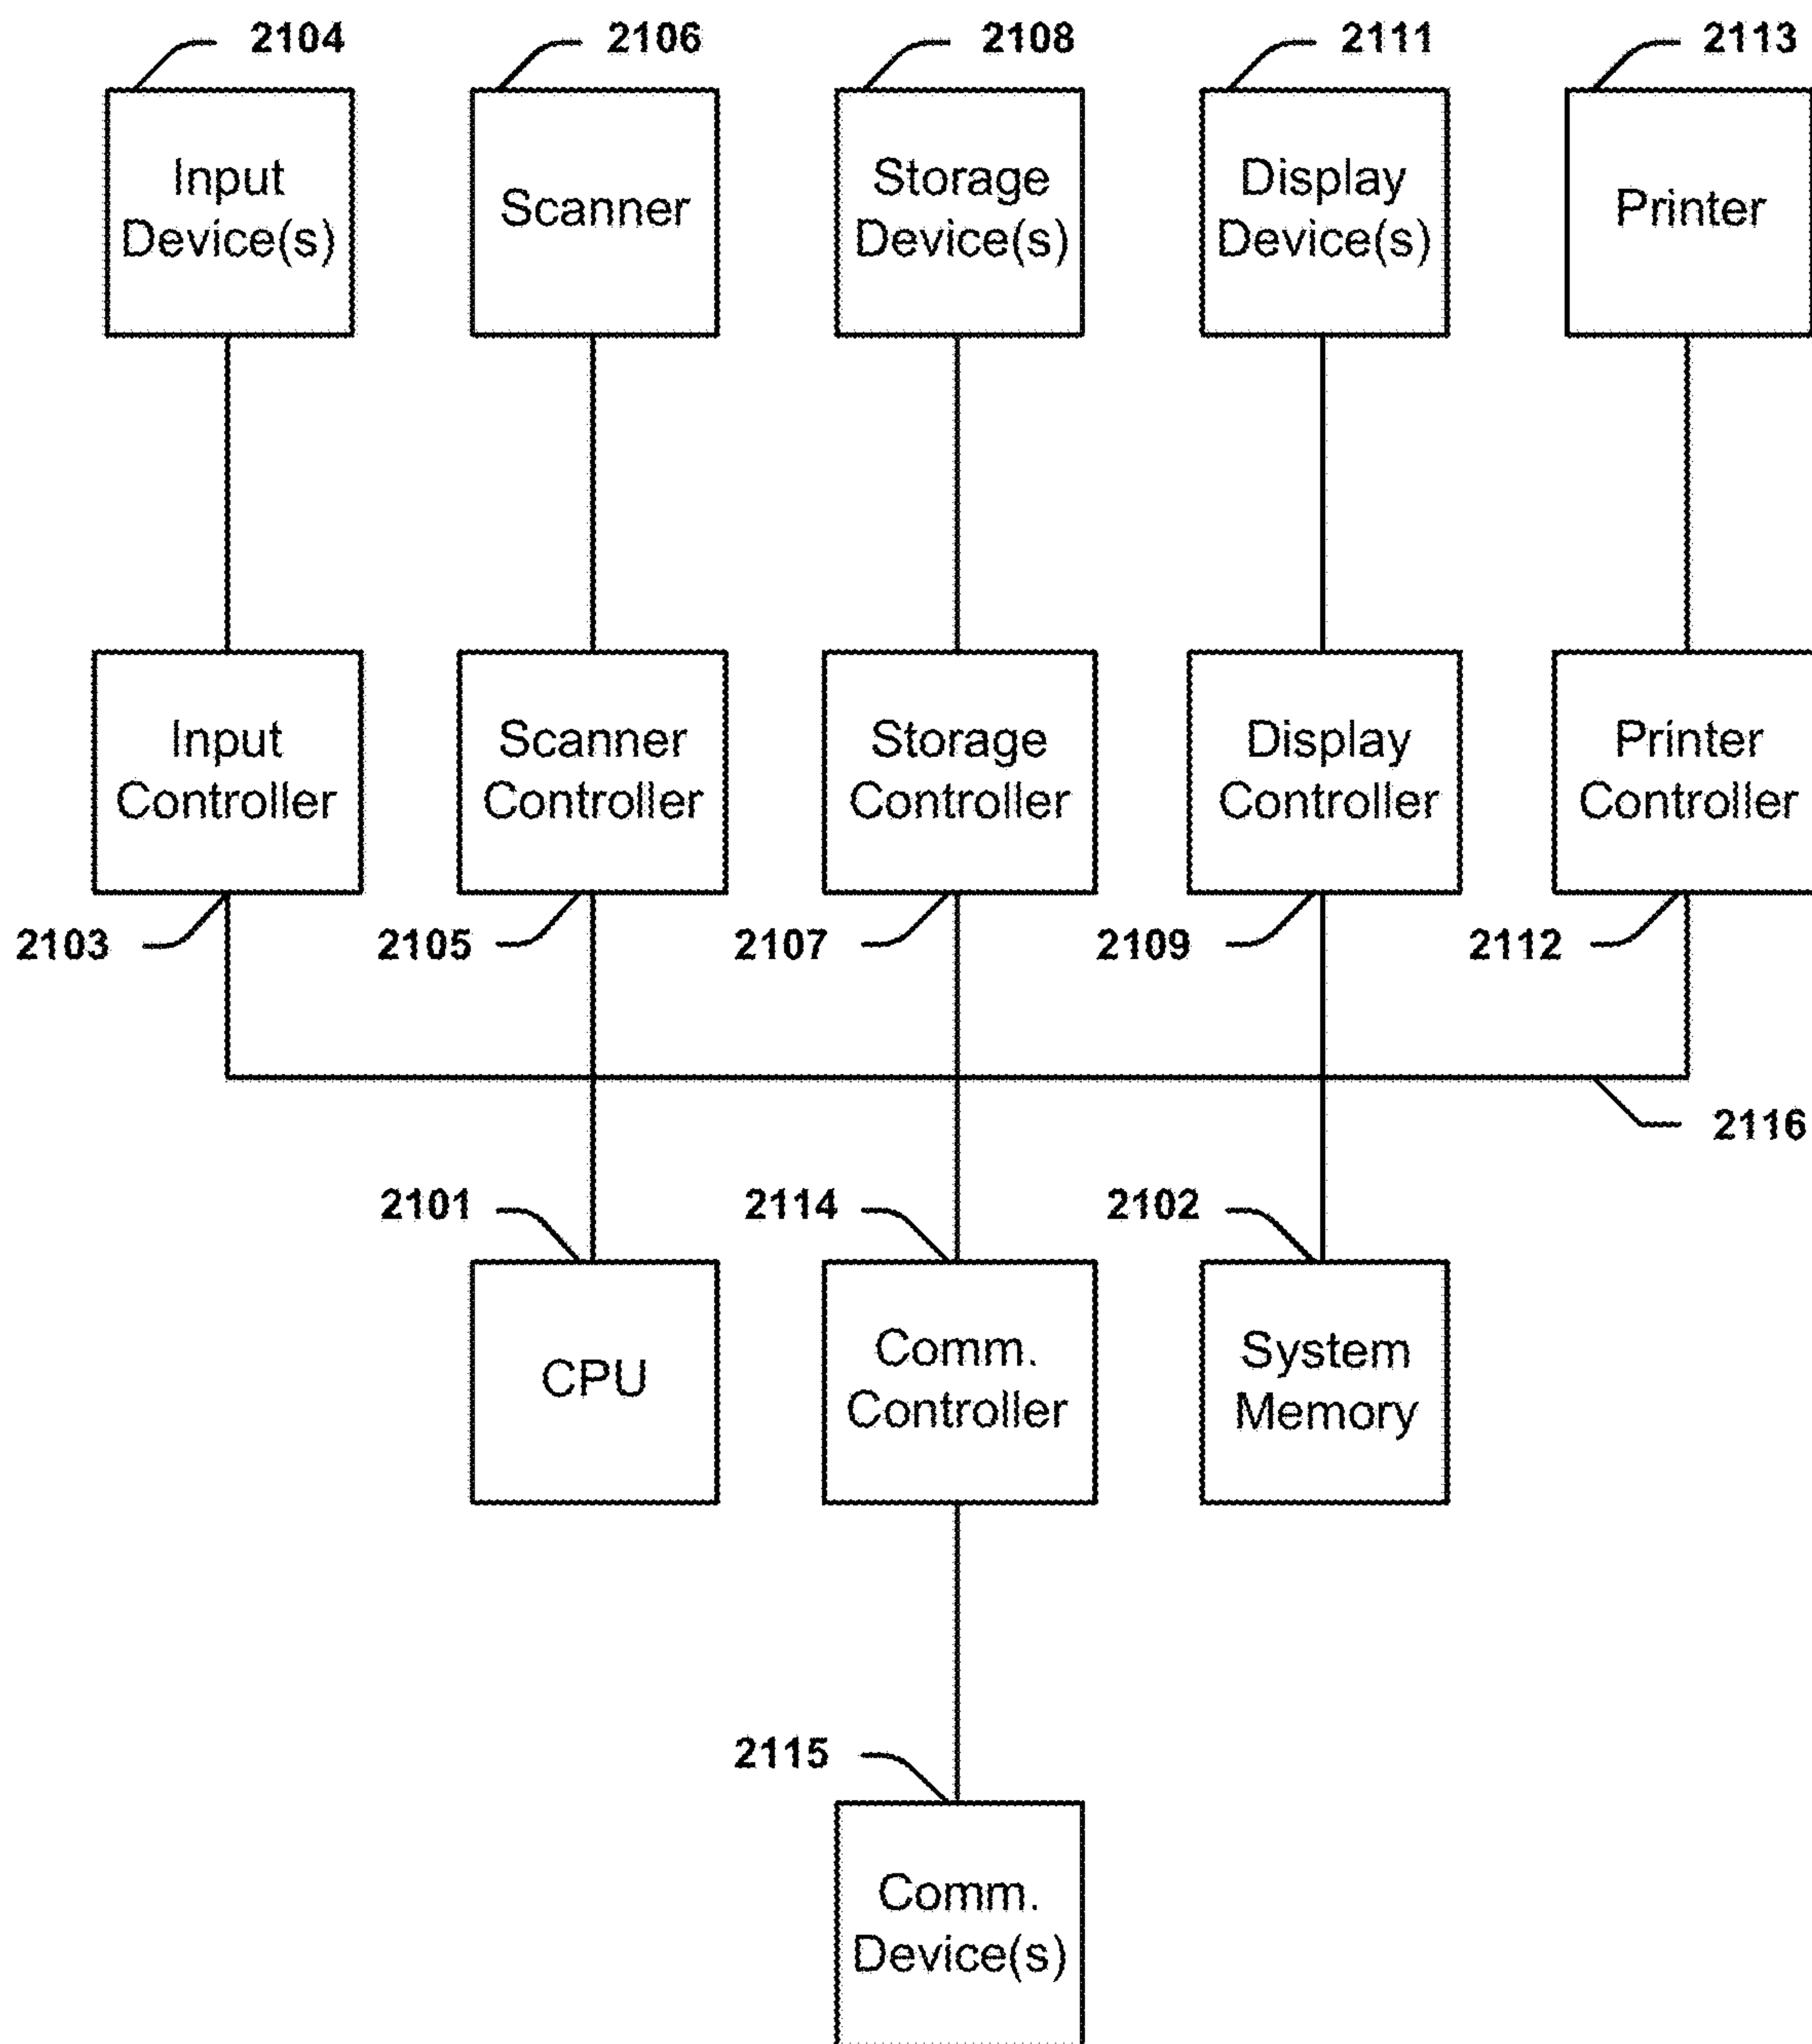 2104
2106
2108
2111
2113
Input
Device(s)
Scanner
Storage
Device(s)
Display
Device(s)
Printer
Input
Controller
Scanner
Controller
Storage
Controller
Display
Controller
Printer
Controller
2103
2105
2107
2109
2112
2116
2101
2114
2102
CPU
Comm.
Controller
System
Memory
2115
Comm.
Device(s)